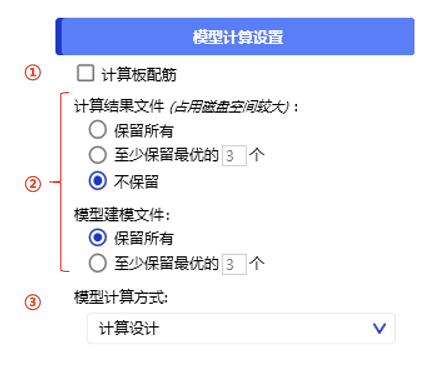 模型计算设置
① 计算板配筋
计算结果文件 (占用磁盘空间较大)：
保留所有
至少保留最优的 3 个
② 不保留
模型建模文件:
保留所有
至少保留最优的 3 个
③ 模型计算方式:
计算设计